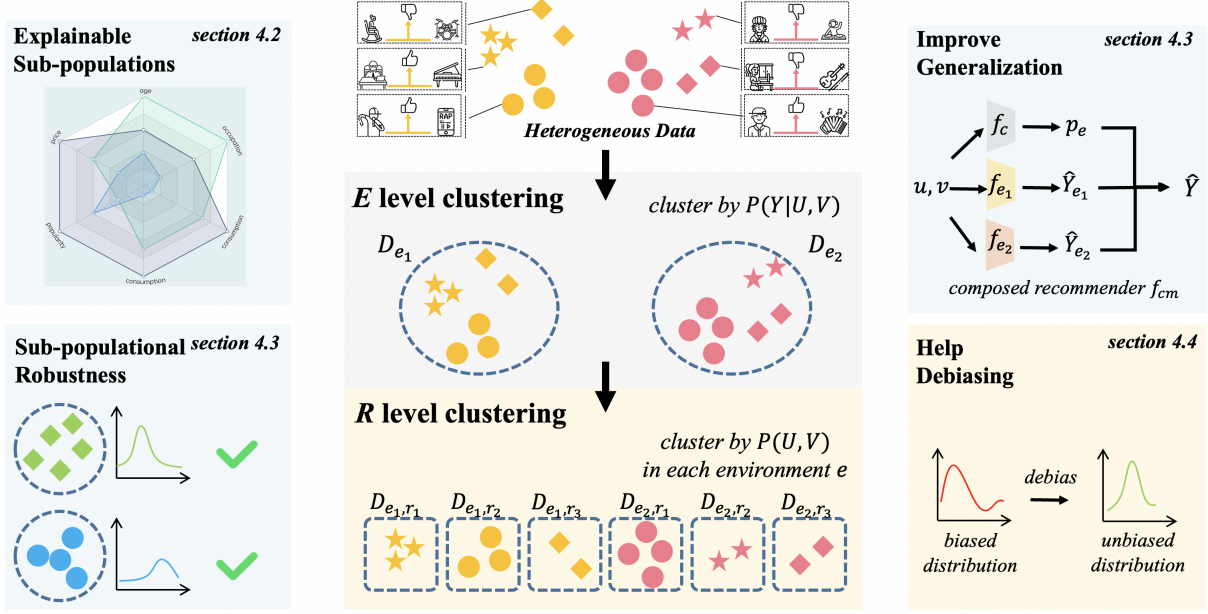 Explainable
Sub-populations
section 4.2
age
occupation
consumption
consumption
popularity
price
Sub-populational
Robustness
section 4.3
RAP
Heterogeneous Data
E level clustering
cluster by P(Y|U,V)
D_{e_1}
D_{e_2}
R level clustering
cluster by P(U,V)
in each environment e
D_{e_1,r_1} D_{e_1,r_2} D_{e_1,r_3} D_{e_2,r_1} D_{e_2,r_2} D_{e_2,r_3}
Improve
Generalization
section 4.3
f_c p_e
u, v f_{e_1} Ŷ_{e_1} Ŷ
f_{e_2} Ŷ_{e_2}
composed recommender f_{cm}
Help
Debiasing
section 4.4
debias
biased
distribution
unbiased
distribution